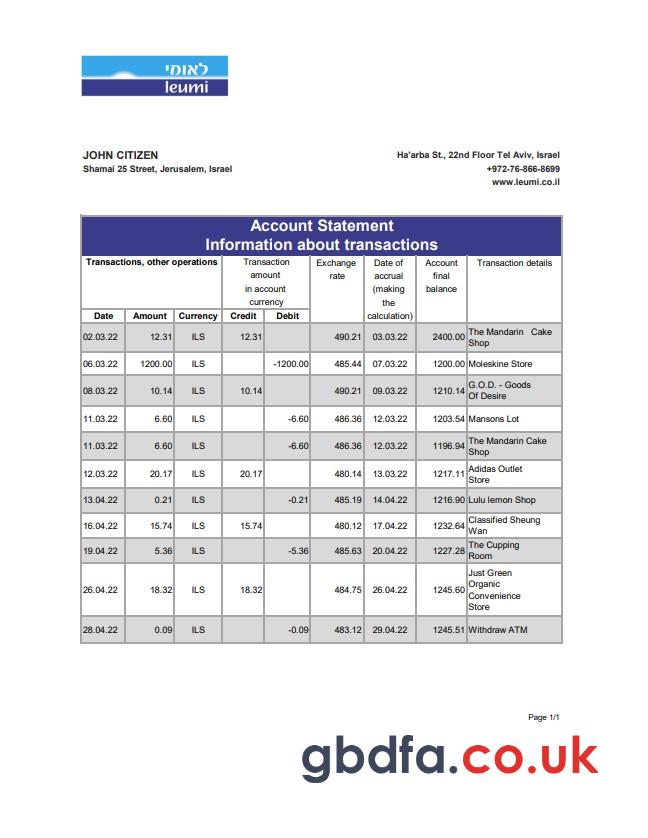 לאומי
leumi
JOHN CITIZEN
Shamai 25 Street, Jerusalem, Israel
Ha'arba St., 22nd Floor Tel Aviv, Israel
+972-76-866-8699
www.leumi.co.il
Account Statement
Information about transactions
Transactions, other operations
Transaction
amount
in account
currency
Exchange
rate
Date of
accrual
(making
the
calculation)
Account
final
balance
Transaction details
Date Amount Currency Credit Debit
02.03.22 12.31 ILS 12.31 490.21 03.03.22 2400.00 The Mandarin Cake
Shop
06.03.22 1200.00 ILS -1200.00 485.44 07.03.22 1200.00 Moleskine Store
08.03.22 10.14 ILS 10.14 490.21 09.03.22 1210.14 G.O.D. - Goods
Of Desire
11.03.22 6.60 ILS -6.60 486.36 12.03.22 1203.54 Mansons Lot
11.03.22 6.60 ILS -6.60 486.36 12.03.22 1196.94 The Mandarin Cake
Shop
12.03.22 20.17 ILS 20.17 480.14 13.03.22 1217.11 Adidas Outlet
Store
13.04.22 0.21 ILS -0.21 485.19 14.04.22 1216.90 Lulu lemon Shop
16.04.22 15.74 ILS 15.74 480.12 17.04.22 1232.64 Classified Sheung
Wan
19.04.22 5.36 ILS -5.36 485.63 20.04.22 1227.28 The Cupping
Room
26.04.22 18.32 ILS 18.32 484.75 26.04.22 1245.60 Just Green
Organic
Convenience
Store
28.04.22 0.09 ILS -0.09 483.12 29.04.22 1245.51 Withdraw ATM
Page 1/1
gbdfa.co.uk